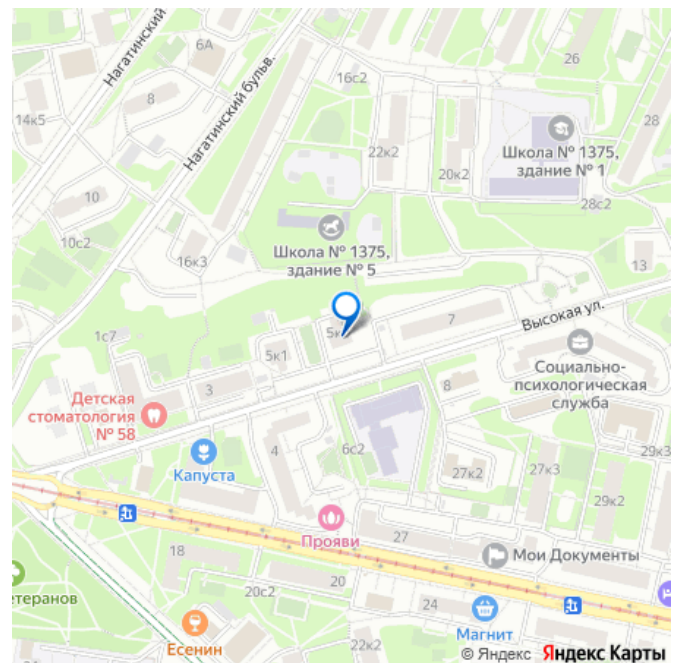 Нагатинский
6А
26
16с2
8
14к5
Нагатинский бульв.
28
Школа № 1375,
здание № 1
22к2
20к2
10
28с2
10с2
Школа № 1375,
здание № 5
16к3
13
Высокая ул.
7
1с7
5к1
Социально-
психологическая
служба
3
8
Детская
стоматология
№ 58
4
6с2
29к3
27к2
27к3
Капуста
29к2
Прояви
27
Мои Документы
18
20
20с2
24
Есенин
Магнит
22к2
© Яндекс Яндекс Карты